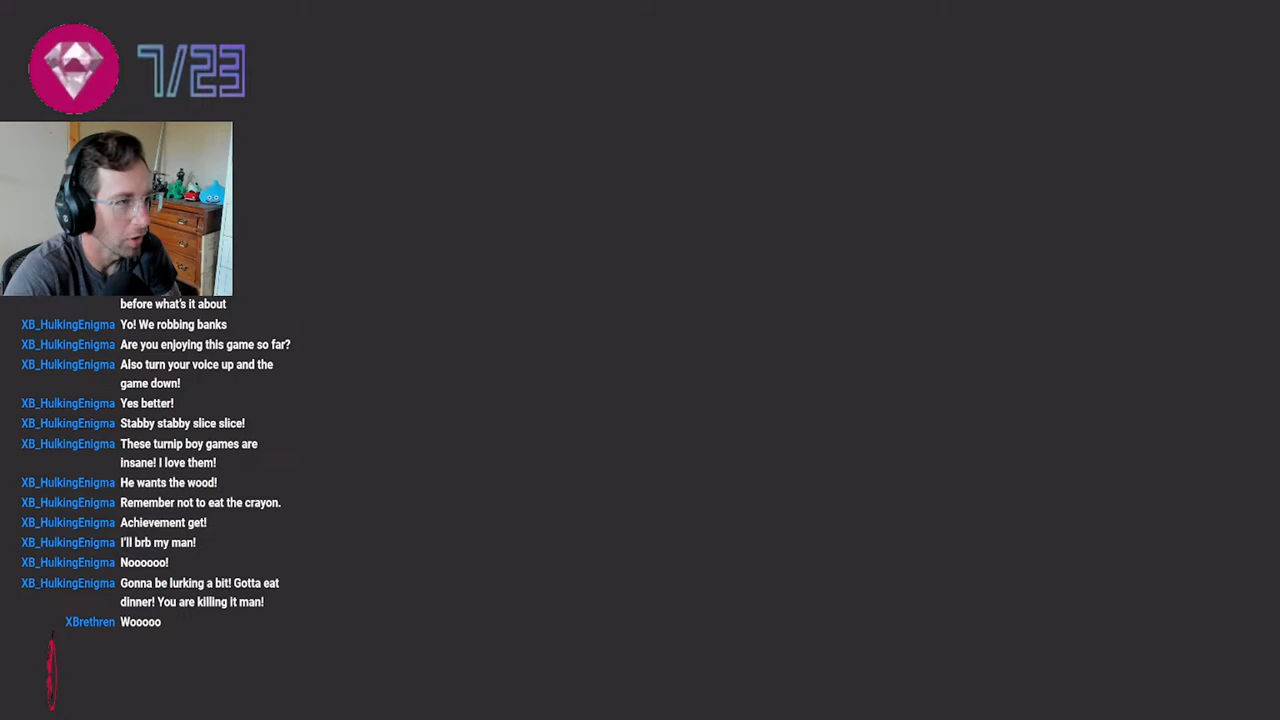 7/23
before what's it about
XB_HulkingEnigma Yo! We robbing banks
XB_HulkingEnigma Are you enjoying this game so far?
XB_HulkingEnigma Also turn your voice up and the
game down!
XB_HulkingEnigma Yes better!
XB_HulkingEnigma Stabby stabby slice slice!
XB_HulkingEnigma These turnip boy games are
insane! I love them!
XB_HulkingEnigma He wants the wood!
XB_HulkingEnigma Remember not to eat the crayon.
XB_HulkingEnigma Achievement get!
XB_HulkingEnigma I'll brb my man!
XB_HulkingEnigma Noooooo!
XB_HulkingEnigma Gonna be lurking a bit! Gotta eat
dinner! You are killing it man!
XBrethren Wooooo